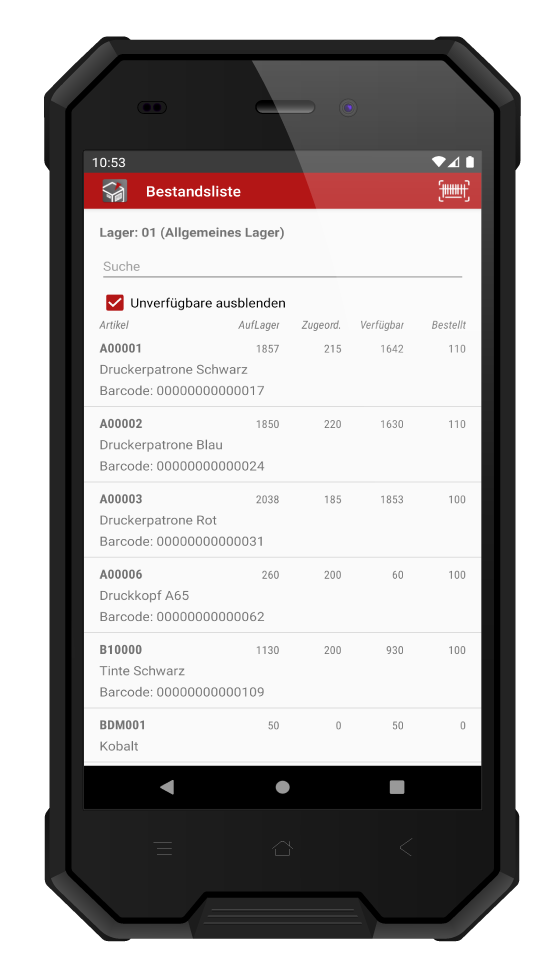 10:53
Bestandsliste
Lager: 01 (Allgemeines Lager)
Suche
Unverfügbare ausblenden
Artikel AufLager Zugeord. Verfügbar Bestellt
A00001 1857 215 1642 110
Druckerpatrone Schwarz
Barcode: 00000000000017
A00002 1850 220 1630 110
Druckerpatrone Blau
Barcode: 00000000000024
A00003 2038 185 1853 100
Druckerpatrone Rot
Barcode: 00000000000031
A00006 260 200 60 100
Druckkopf A65
Barcode: 00000000000062
B10000 1130 200 930 100
Tinte Schwarz
Barcode: 00000000000109
BDM001 50 0 50 0
Kobalt